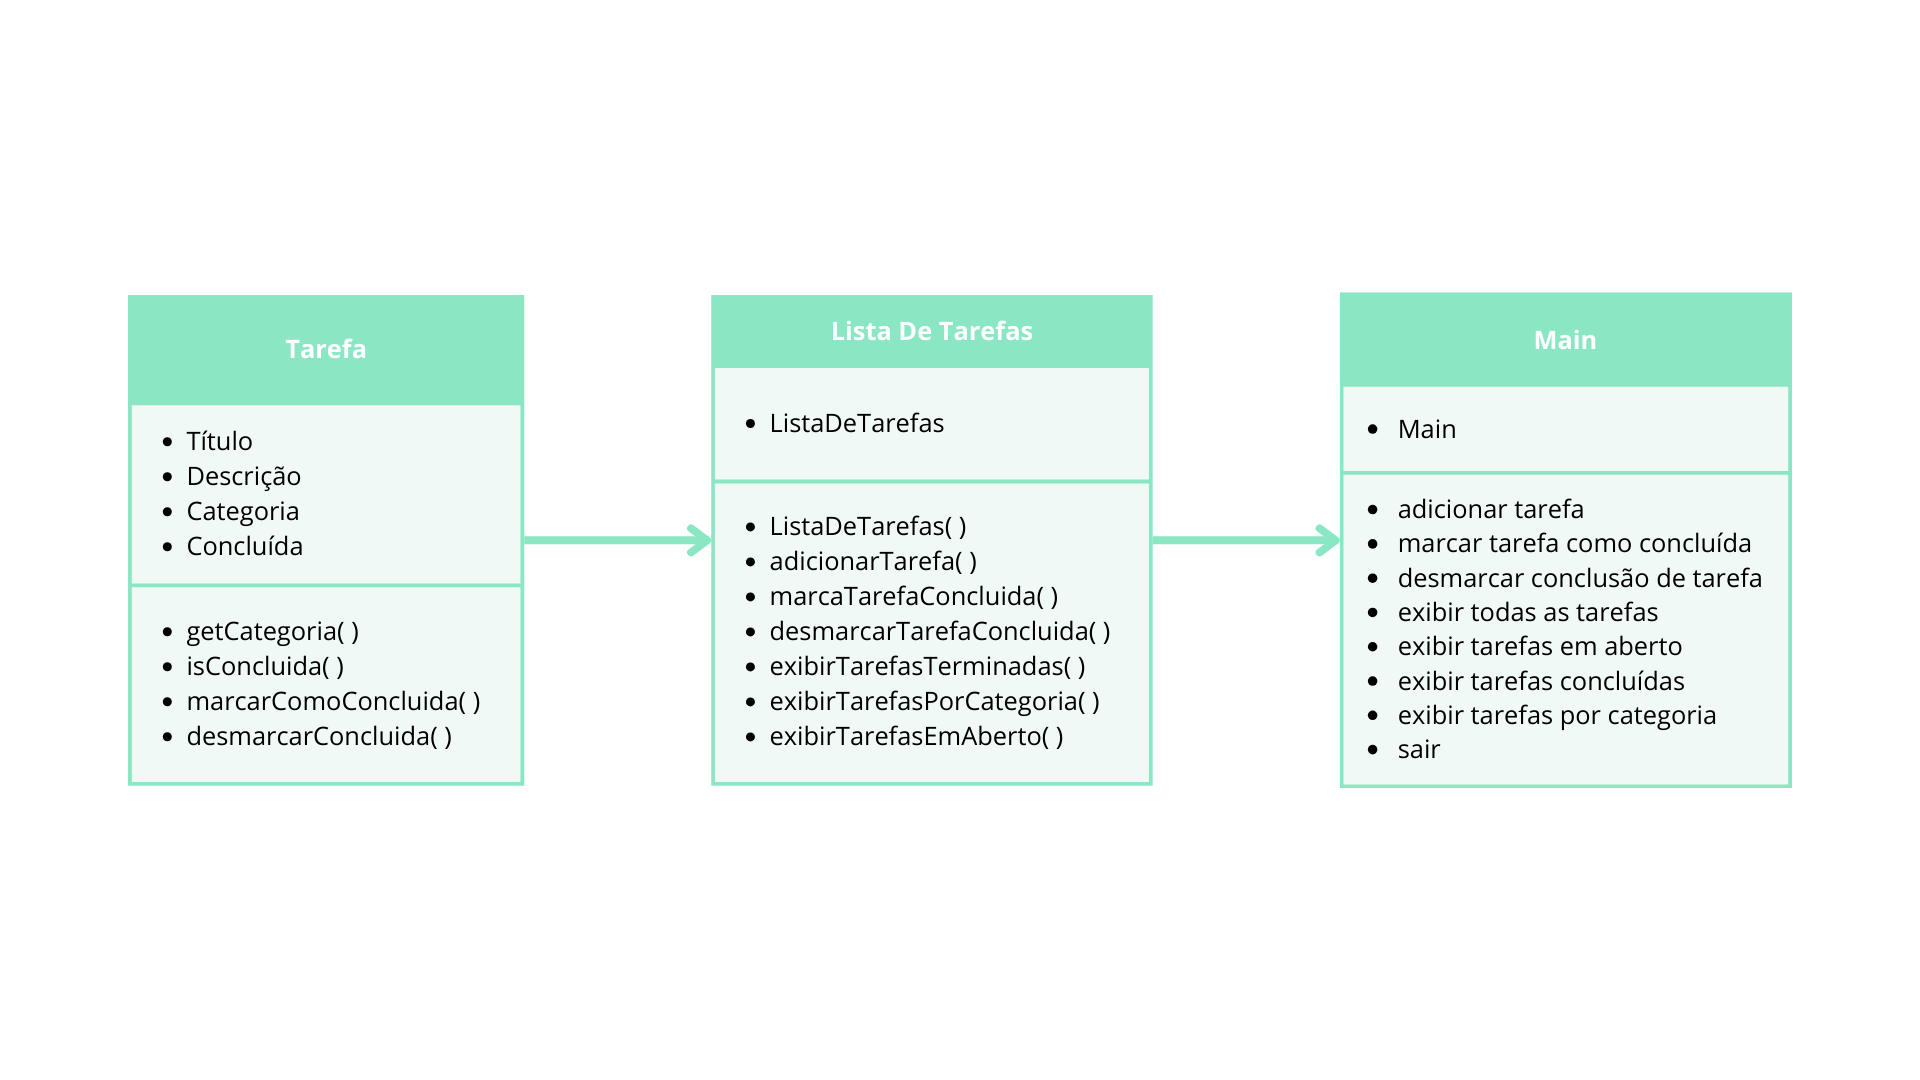 Tarefa
Título
Descrição
Categoria
Concluída
getCategoria( )
isConcluida( )
marcarComoConcluida( )
desmarcarConcluida( )
Lista De Tarefas
ListaDeTarefas
ListaDeTarefas( )
adicionarTarefa( )
marcaTarefaConcluida( )
desmarcarTarefaConcluida( )
exibirTarefasTerminadas( )
exibirTarefasPorCategoria( )
exibirTarefasEmAberto( )
Main
Main
adicionar tarefa
marcar tarefa como concluída
desmarcar conclusão de tarefa
exibir todas as tarefas
exibir tarefas em aberto
exibir tarefas concluídas
exibir tarefas por categoria
sair